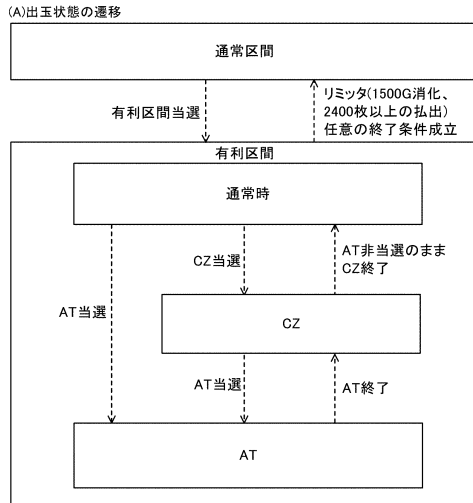 (A)出玉状態の遷移
通常区間
有利区間当選
リミッタ(1500G消化、
2400枚以上の払出)
任意の終了条件成立
有利区間
通常時
CZ当選
AT非当選のまま
CZ終了
AT当選
CZ
AT当選
AT終了
AT